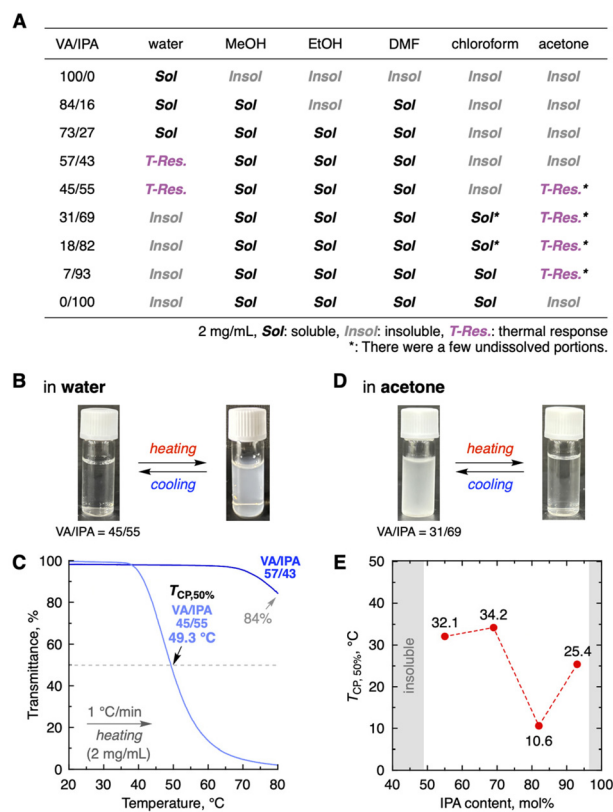 A
VA/IPA water MeOH EtOH DMF chloroform acetone
100/0 Sol Insol Insol Insol Insol Insol
84/16 Sol Sol Insol Sol Insol Insol
73/27 Sol Sol Sol Sol Insol Insol
57/43 T-Res. Sol Sol Sol Insol Insol
45/55 T-Res. Sol Sol Sol Insol T-Res.*
31/69 Insol Sol Sol Sol Sol* T-Res.*
18/82 Insol Sol Sol Sol Sol* T-Res.*
7/93 Insol Sol Sol Sol Sol T-Res.*
0/100 Insol Sol Sol Sol Sol Insol
2 mg/mL, Sol: soluble, Insol: insoluble, T-Res.: thermal response
*: There were a few undissolved portions.
B in water
heating
cooling
VA/IPA = 45/55
D in acetone
heating
cooling
VA/IPA = 31/69
C
Transmittance, %
100
80
60
40
20
0
VA/IPA
57/43
84%
TCP,50%
VA/IPA
45/55
49.3 °C
1 °C/min
heating
(2 mg/mL)
20 30 40 50 60 70 80
Temperature, °C
E
TCP, 50%, °C
50
40
30
20
10
0
insoluble
32.1
34.2
10.6
25.4
40 50 60 70 80 90 100
IPA content, mol%